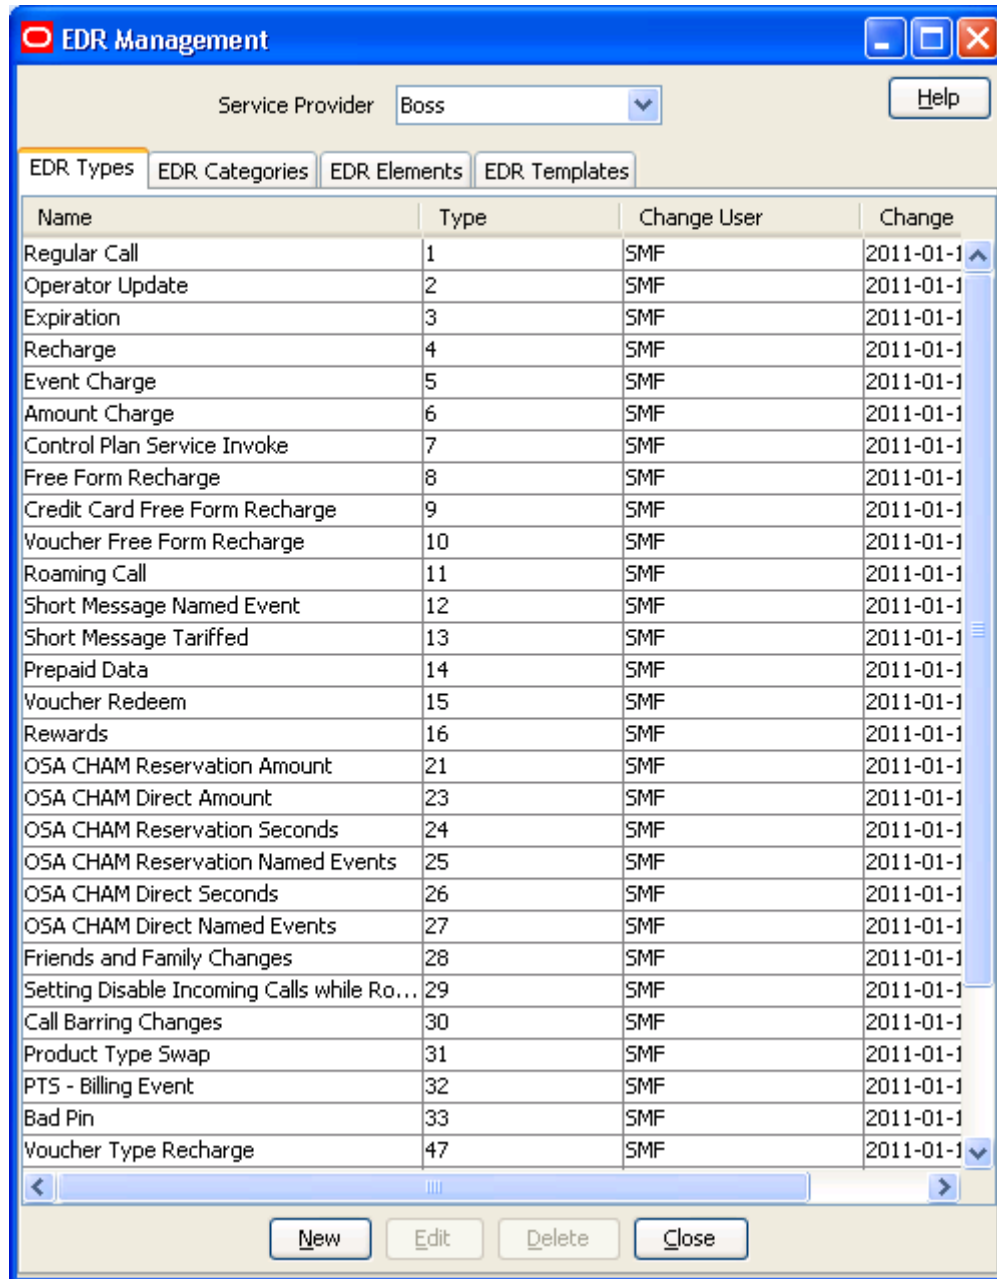 EDR Management
Service Provider Boss Help
EDR Types EDR Categories EDR Elements EDR Templates
Name Type Change User Change
Regular Call 1 SMF 2011-01-1
Operator Update 2 SMF 2011-01-1
Expiration 3 SMF 2011-01-1
Recharge 4 SMF 2011-01-1
Event Charge 5 SMF 2011-01-1
Amount Charge 6 SMF 2011-01-1
Control Plan Service Invoke 7 SMF 2011-01-1
Free Form Recharge 8 SMF 2011-01-1
Credit Card Free Form Recharge 9 SMF 2011-01-1
Voucher Free Form Recharge 10 SMF 2011-01-1
Roaming Call 11 SMF 2011-01-1
Short Message Named Event 12 SMF 2011-01-1
Short Message Tariffed 13 SMF 2011-01-1
Prepaid Data 14 SMF 2011-01-1
Voucher Redeem 15 SMF 2011-01-1
Rewards 16 SMF 2011-01-1
OSA CHAM Reservation Amount 21 SMF 2011-01-1
OSA CHAM Direct Amount 23 SMF 2011-01-1
OSA CHAM Reservation Seconds 24 SMF 2011-01-1
OSA CHAM Reservation Named Events 25 SMF 2011-01-1
OSA CHAM Direct Seconds 26 SMF 2011-01-1
OSA CHAM Direct Named Events 27 SMF 2011-01-1
Friends and Family Changes 28 SMF 2011-01-1
Setting Disable Incoming Calls while Ro... 29 SMF 2011-01-1
Call Barring Changes 30 SMF 2011-01-1
Product Type Swap 31 SMF 2011-01-1
PTS - Billing Event 32 SMF 2011-01-1
Bad Pin 33 SMF 2011-01-1
Voucher Type Recharge 47 SMF 2011-01-1
New Edit Delete Close